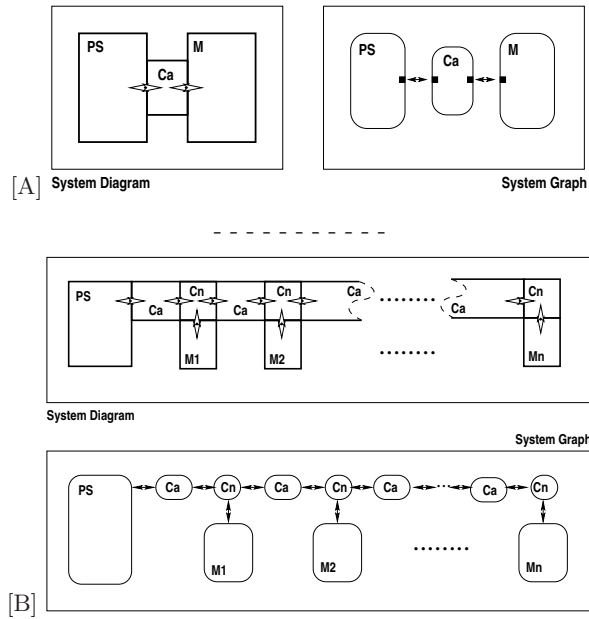 PS M
Ca
PS M
Ca
[A] System Diagram
System Graph
PS Cn Cn Ca Cn
Ca Ca Ca
M1 M2 Mn
System Diagram
System Graph
PS Ca Cn Ca Cn Ca Ca Cn
M1 M2 Mn
[B]